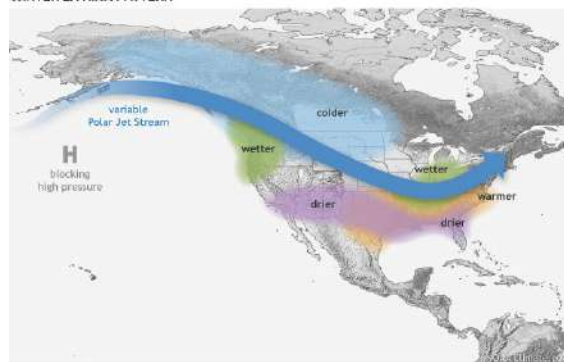 variable
Polar Jet Stream
colder
H
blocking
high pressure
wetter
wetter
warmer
drier
drier